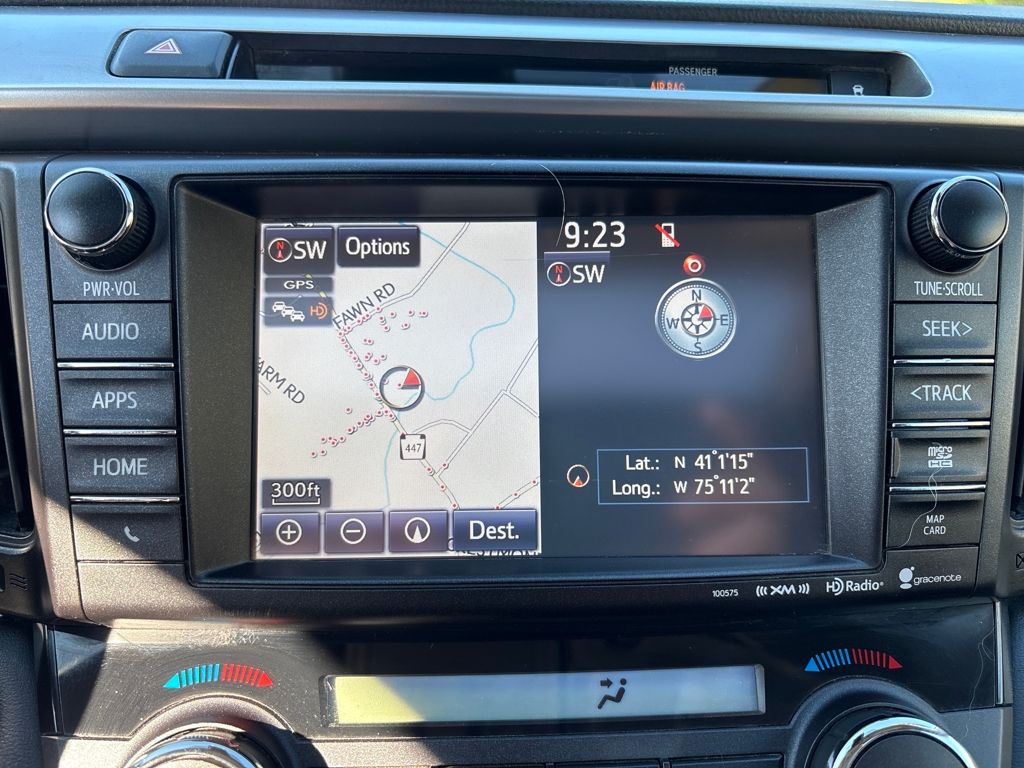 PASSENGER
AIR BAG
PWR·VOL
AUDIO
APPS
HOME
N SW
Options
GPS
HD
FAWN RD
ARM RD
447
300ft
Dest.
9:23
N SW
N
W E
S
Lat.: N 41°1'15"
Long.: W 75°11'2"
TUNE·SCROLL
SEEK>
<TRACK
micro
SD
HC
MAP
CARD
100575
((( XM )))
HD Radio®
gracenote